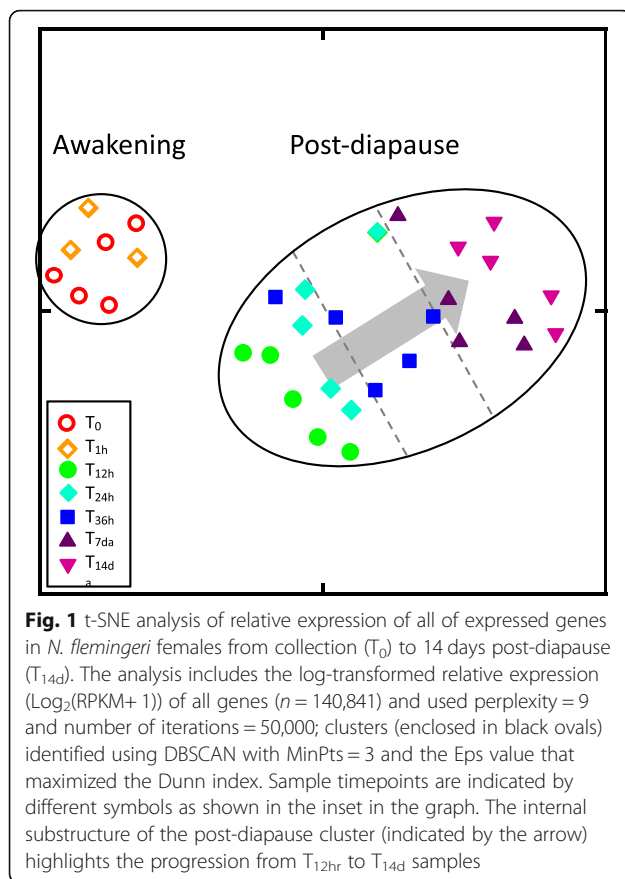 Awakening
Post-diapause
T0
T1h
T12h
T24h
T36h
T7da
T14d
a
Fig. 1 t-SNE analysis of relative expression of all of expressed genes
in N. flemingeri females from collection (T0) to 14 days post-diapause
(T14d). The analysis includes the log-transformed relative expression
(Log2(RPKM+ 1)) of all genes (n = 140,841) and used perplexity = 9
and number of iterations = 50,000; clusters (enclosed in black ovals)
identified using DBSCAN with MinPts = 3 and the Eps value that
maximized the Dunn index. Sample timepoints are indicated by
different symbols as shown in the inset in the graph. The internal
substructure of the post-diapause cluster (indicated by the arrow)
highlights the progression from T12hr to T14d samples